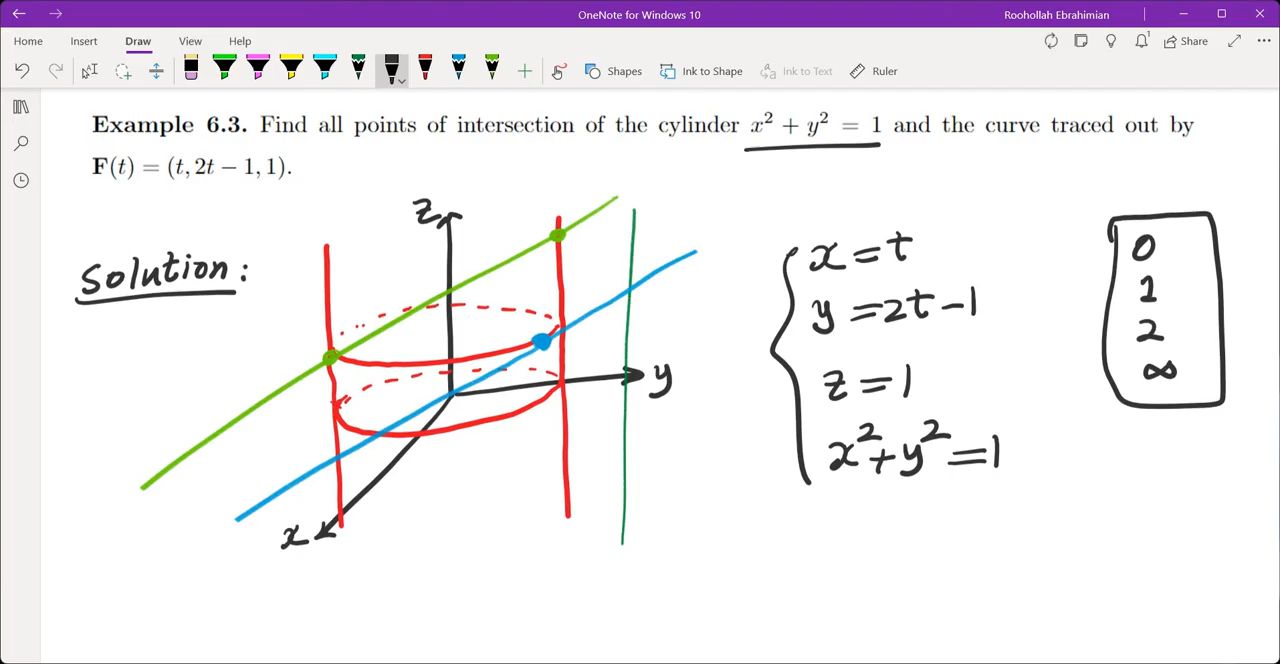 OneNote for Windows 10
Roohollah Ebrahimian
Home Insert Draw View Help
Share
Shapes Ink to Shape Ink to Text Ruler
Example 6.3. Find all points of intersection of the cylinder x² + y² = 1 and the curve traced out by
F(t) = (t, 2t − 1, 1).
Solution:
z
y
x
x = t
y = 2t − 1
z = 1
x² + y² = 1
0
1
2
∞